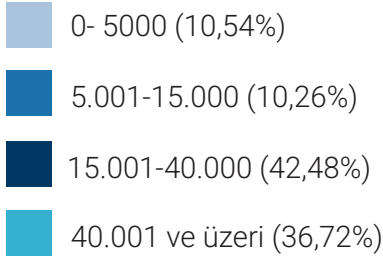 0- 5000 (10,54%)
5.001-15.000 (10,26%)
15.001-40.000 (42,48%)
40.001 ve üzeri (36,72%)